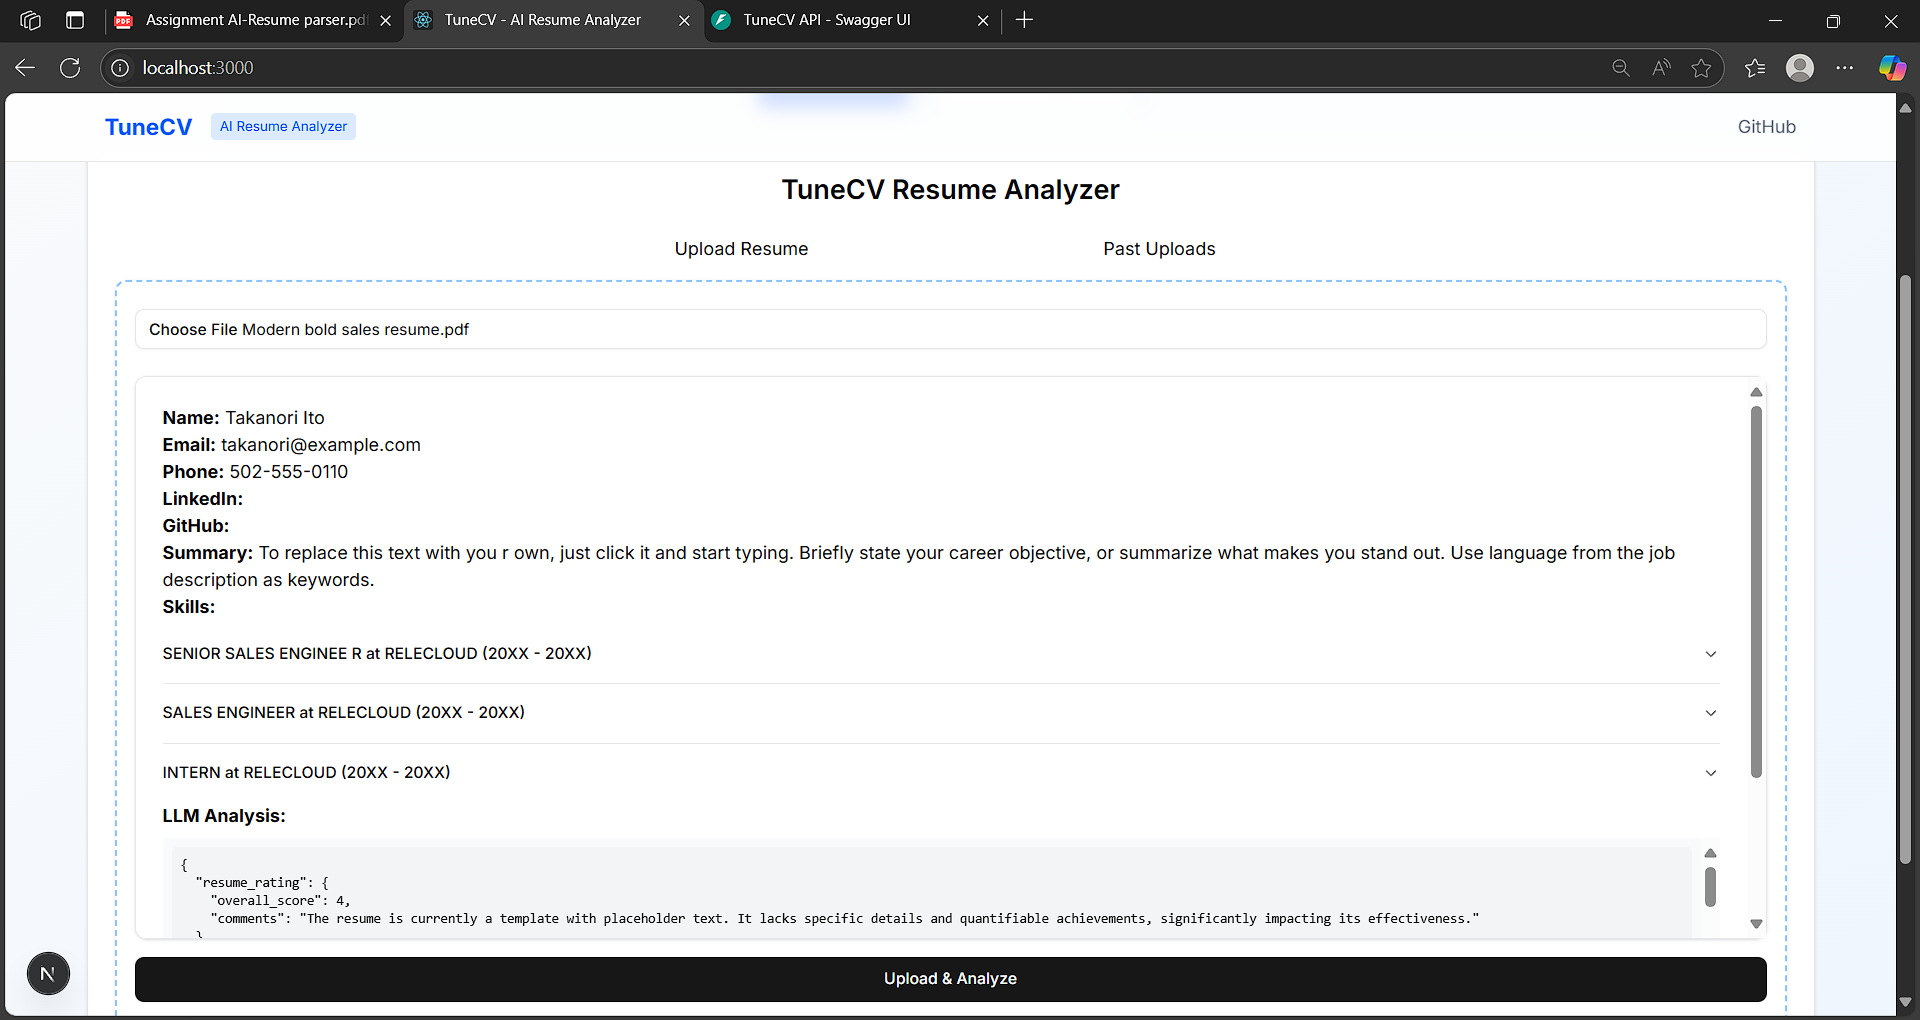 Assignment AI-Resume parser.pdf
TuneCV - AI Resume Analyzer
TuneCV API - Swagger UI
localhost:3000
TuneCV
AI Resume Analyzer
GitHub
TuneCV Resume Analyzer
Upload Resume
Past Uploads
Choose File Modern bold sales resume.pdf
Name: Takanori Ito
Email: takanori@example.com
Phone: 502-555-0110
LinkedIn:
GitHub:
Summary: To replace this text with you r own, just click it and start typing. Briefly state your career objective, or summarize what makes you stand out. Use language from the job
description as keywords.
Skills:
SENIOR SALES ENGINEE R at RELECLOUD (20XX - 20XX)
SALES ENGINEER at RELECLOUD (20XX - 20XX)
INTERN at RELECLOUD (20XX - 20XX)
LLM Analysis:
{
"resume_rating": {
"overall_score": 4,
"comments": "The resume is currently a template with placeholder text. It lacks specific details and quantifiable achievements, significantly impacting its effectiveness."
}
N
Upload & Analyze